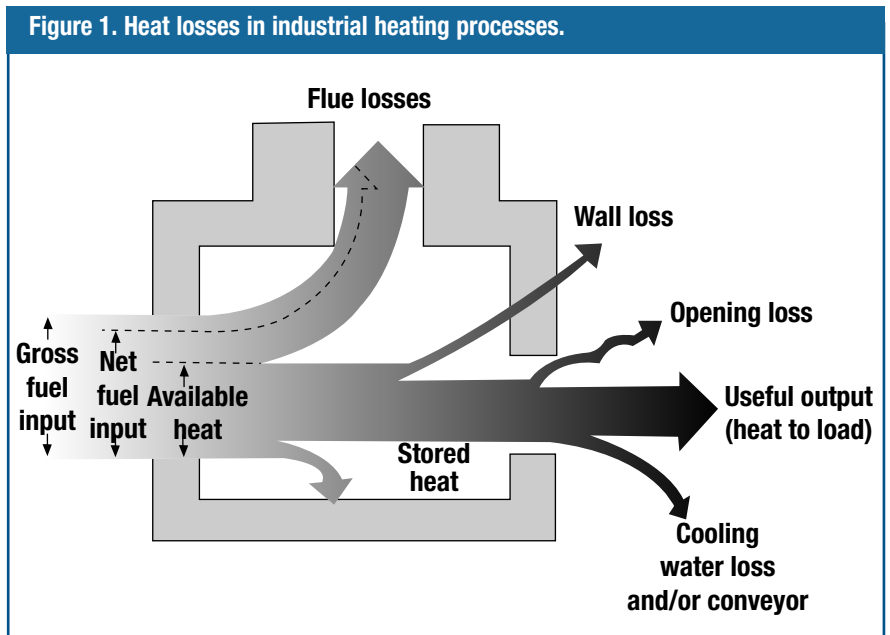 Figure 1. Heat losses in industrial heating processes.
Flue losses
Wall loss
Opening loss
Gross
fuel
input
Net
fuel
input
Available
heat
Useful output
(heat to load)
Stored
heat
Cooling
water loss
and/or conveyor